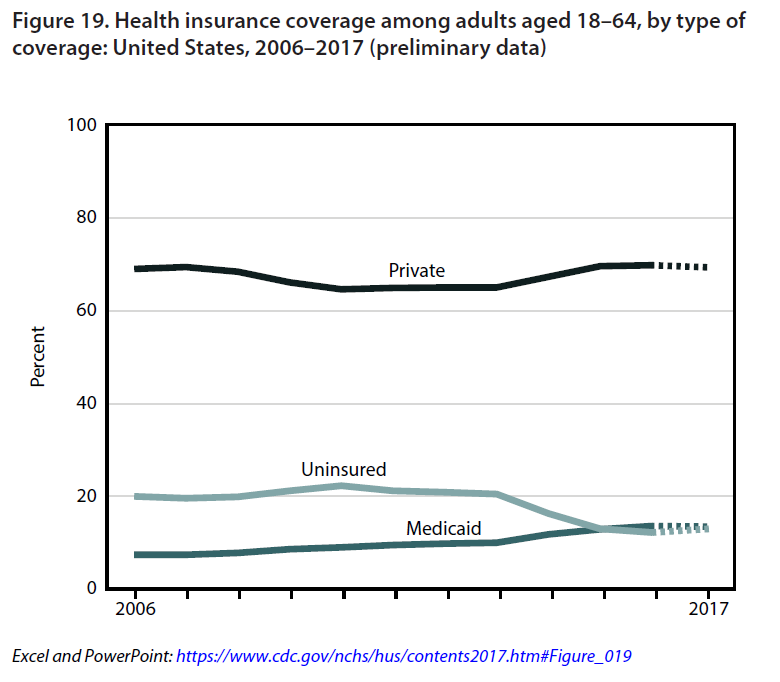 Figure 19. Health insurance coverage among adults aged 18–64, by type of
coverage: United States, 2006–2017 (preliminary data)
100
80
Private
60
Percent
40
Uninsured
20
Medicaid
0
2006 2017
Excel and PowerPoint: https://www.cdc.gov/nchs/hus/contents2017.htm#Figure_019